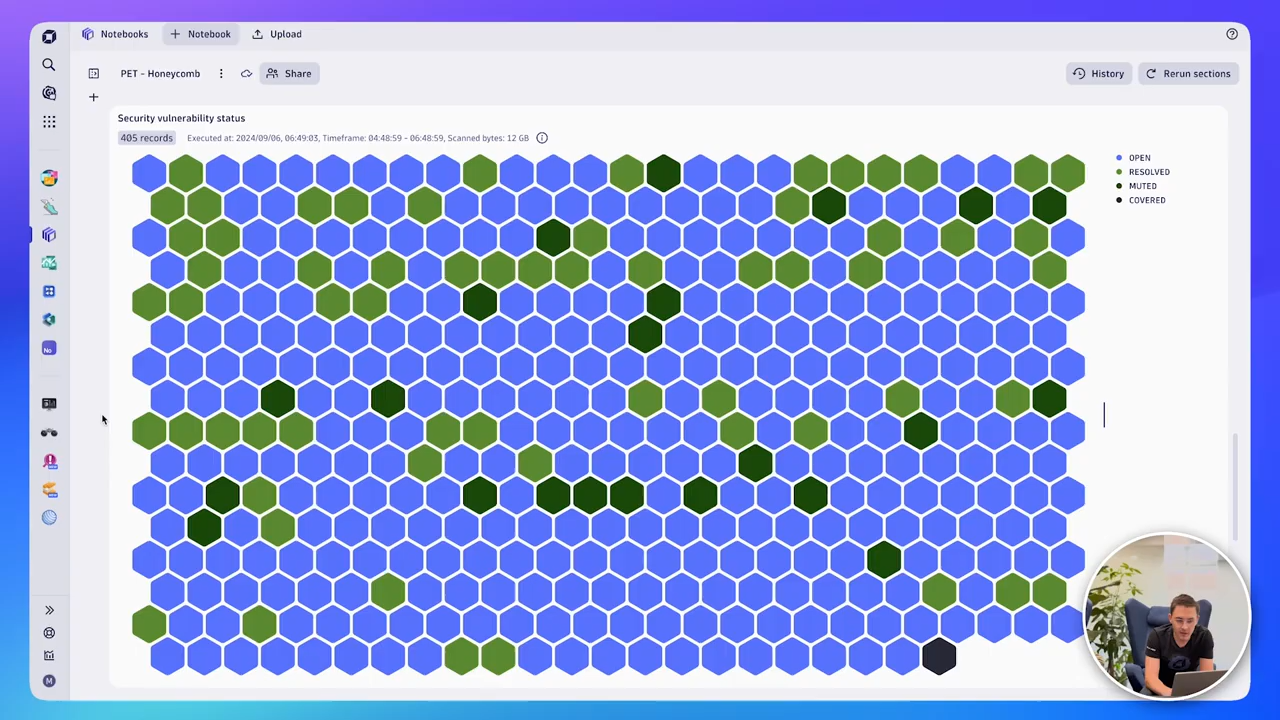 Notebooks
Notebook
Upload
PET - Honeycomb
Share
History
Rerun sections
Security vulnerability status
405 records
Executed at: 2024/09/06, 06:49:03, Timeframe: 04:48:59 - 06:48:59, Scanned bytes: 12 GB
OPEN
RESOLVED
MUTED
COVERED
No
M